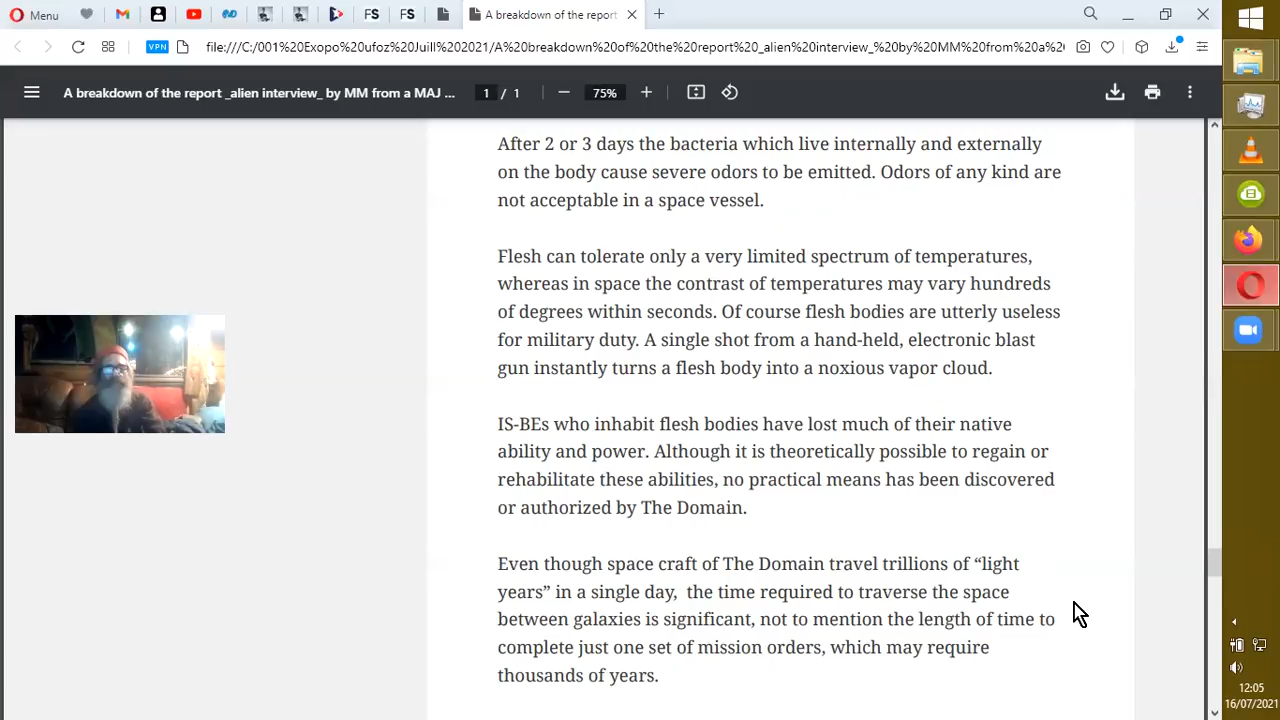 Menu
FS
FS
A breakdown of the report
VPN
file:///C:/001%20Exopo%20ufoz%20Juill%202021/A%20breakdown%20of%20the%20report%20_alien%20interview_%20by%20MM%20from%20a%20
A breakdown of the report _alien interview_ by MM from a MAJ ...
1 / 1
75%
After 2 or 3 days the bacteria which live internally and externally
on the body cause severe odors to be emitted. Odors of any kind are
not acceptable in a space vessel.
Flesh can tolerate only a very limited spectrum of temperatures,
whereas in space the contrast of temperatures may vary hundreds
of degrees within seconds. Of course flesh bodies are utterly useless
for military duty. A single shot from a hand-held, electronic blast
gun instantly turns a flesh body into a noxious vapor cloud.
IS-BEs who inhabit flesh bodies have lost much of their native
ability and power. Although it is theoretically possible to regain or
rehabilitate these abilities, no practical means has been discovered
or authorized by The Domain.
Even though space craft of The Domain travel trillions of “light
years” in a single day,  the time required to traverse the space
between galaxies is significant, not to mention the length of time to
complete just one set of mission orders, which may require
thousands of years.
12:05
16/07/2021